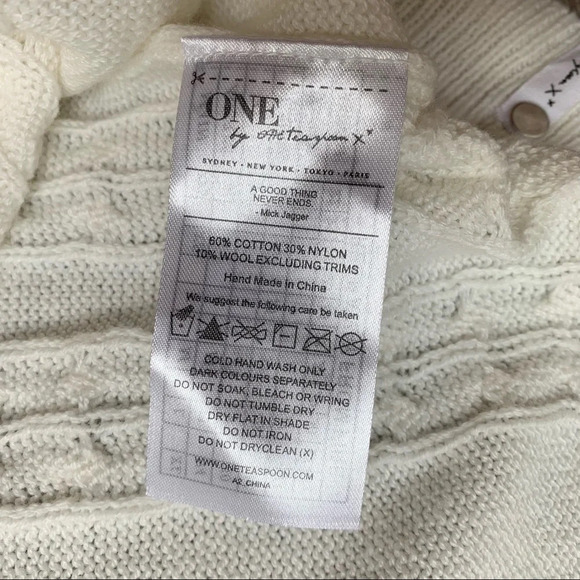 ONE
by One teaspoon X*
SYDNEY • NEW YORK • TOKYO • PARIS
A GOOD THING
NEVER ENDS.
- Mick Jagger
60% COTTON 30% NYLON
10% WOOL EXCLUDING TRIMS
Hand Made in China
We suggest the following care be taken
COLD HAND WASH ONLY
DARK COLOURS SEPARATELY
DO NOT SOAK, BLEACH OR WRING
DO NOT TUMBLE DRY
DRY FLAT IN SHADE
DO NOT IRON
DO NOT DRYCLEAN (X)
WWW.ONETEASPOON.COM
A2_CHINA